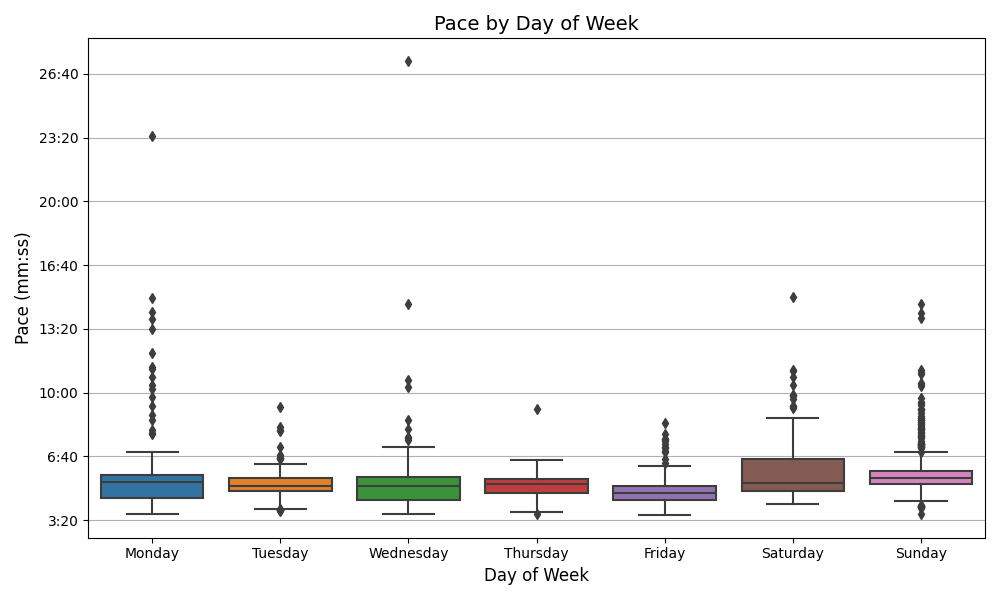 Pace by Day of Week
Pace (mm:ss)
26:40
23:20
20:00
16:40
13:20
10:00
6:40
3:20
Monday Tuesday Wednesday Thursday Friday Saturday Sunday
Day of Week